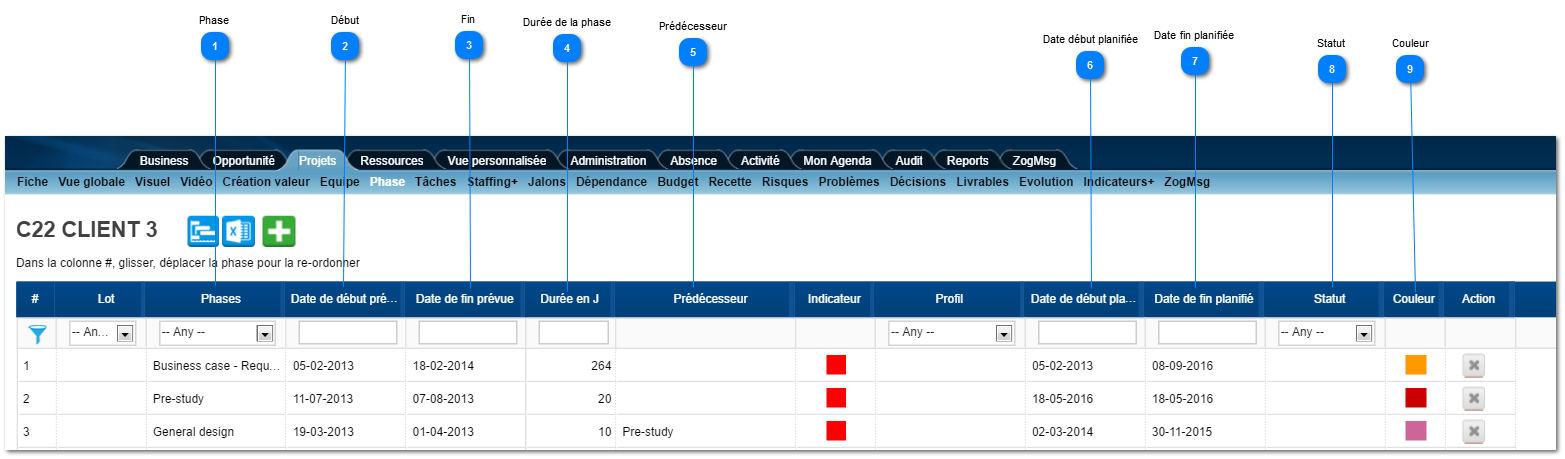 Phase Début Fin Durée de la phase Prédécesseur Date début planifiée Date fin planifiée Statut Couleur
1 2 3 4 5 6 7 8 9
Business Opportunité Projets Ressources Vue personnalisée Administration Absence Activité Mon Agenda Audit Reports ZogMsg
Fiche Vue globale Visuel Vidéo Création valeur Equipe Phase Tâches Staffing+ Jalons Dépendance Budget Recette Risques Problèmes Décisions Livrables Evolution Indicateurs+ ZogMsg
C22 CLIENT 3
Dans la colonne #, glisser, déplacer la phase pour la re-ordonner
# Lot Phases Date de début pré... Date de fin prévue Durée en J Prédécesseur Indicateur Profil Date de début pla... Date de fin planifié Statut Couleur Action
-- An... -- Any -- -- Any -- -- Any --
1 Business case - Requ... 05-02-2013 18-02-2014 264 05-02-2013 08-09-2016
2 Pre-study 11-07-2013 07-08-2013 20 18-05-2016 18-05-2016
3 General design 19-03-2013 01-04-2013 10 Pre-study 02-03-2014 30-11-2015